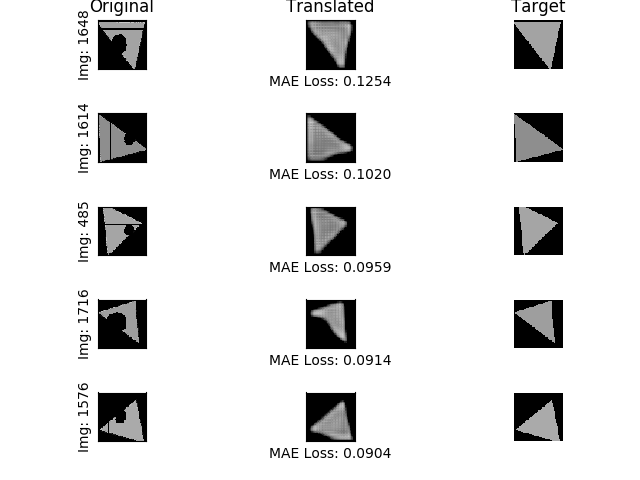 Original Translated Target
Img: 1648
MAE Loss: 0.1254
Img: 1614
MAE Loss: 0.1020
Img: 485
MAE Loss: 0.0959
Img: 1716
MAE Loss: 0.0914
Img: 1576
MAE Loss: 0.0904